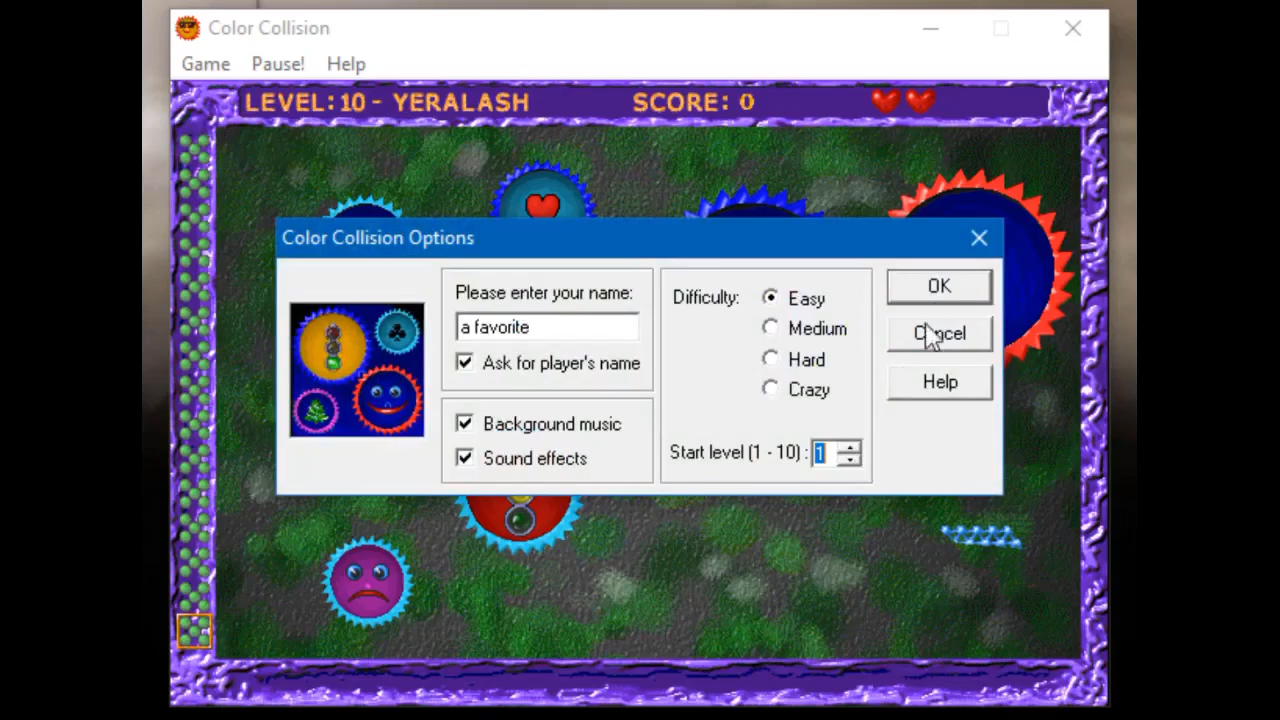 Color Collision
Game Pause! Help
LEVEL:10 - YERALASH SCORE: 0
Color Collision Options
Please enter your name:
a favorite
Ask for player's name
Background music
Sound effects
Difficulty:
Easy
Medium
Hard
Crazy
Start level (1 - 10) : 1
OK
Cancel
Help